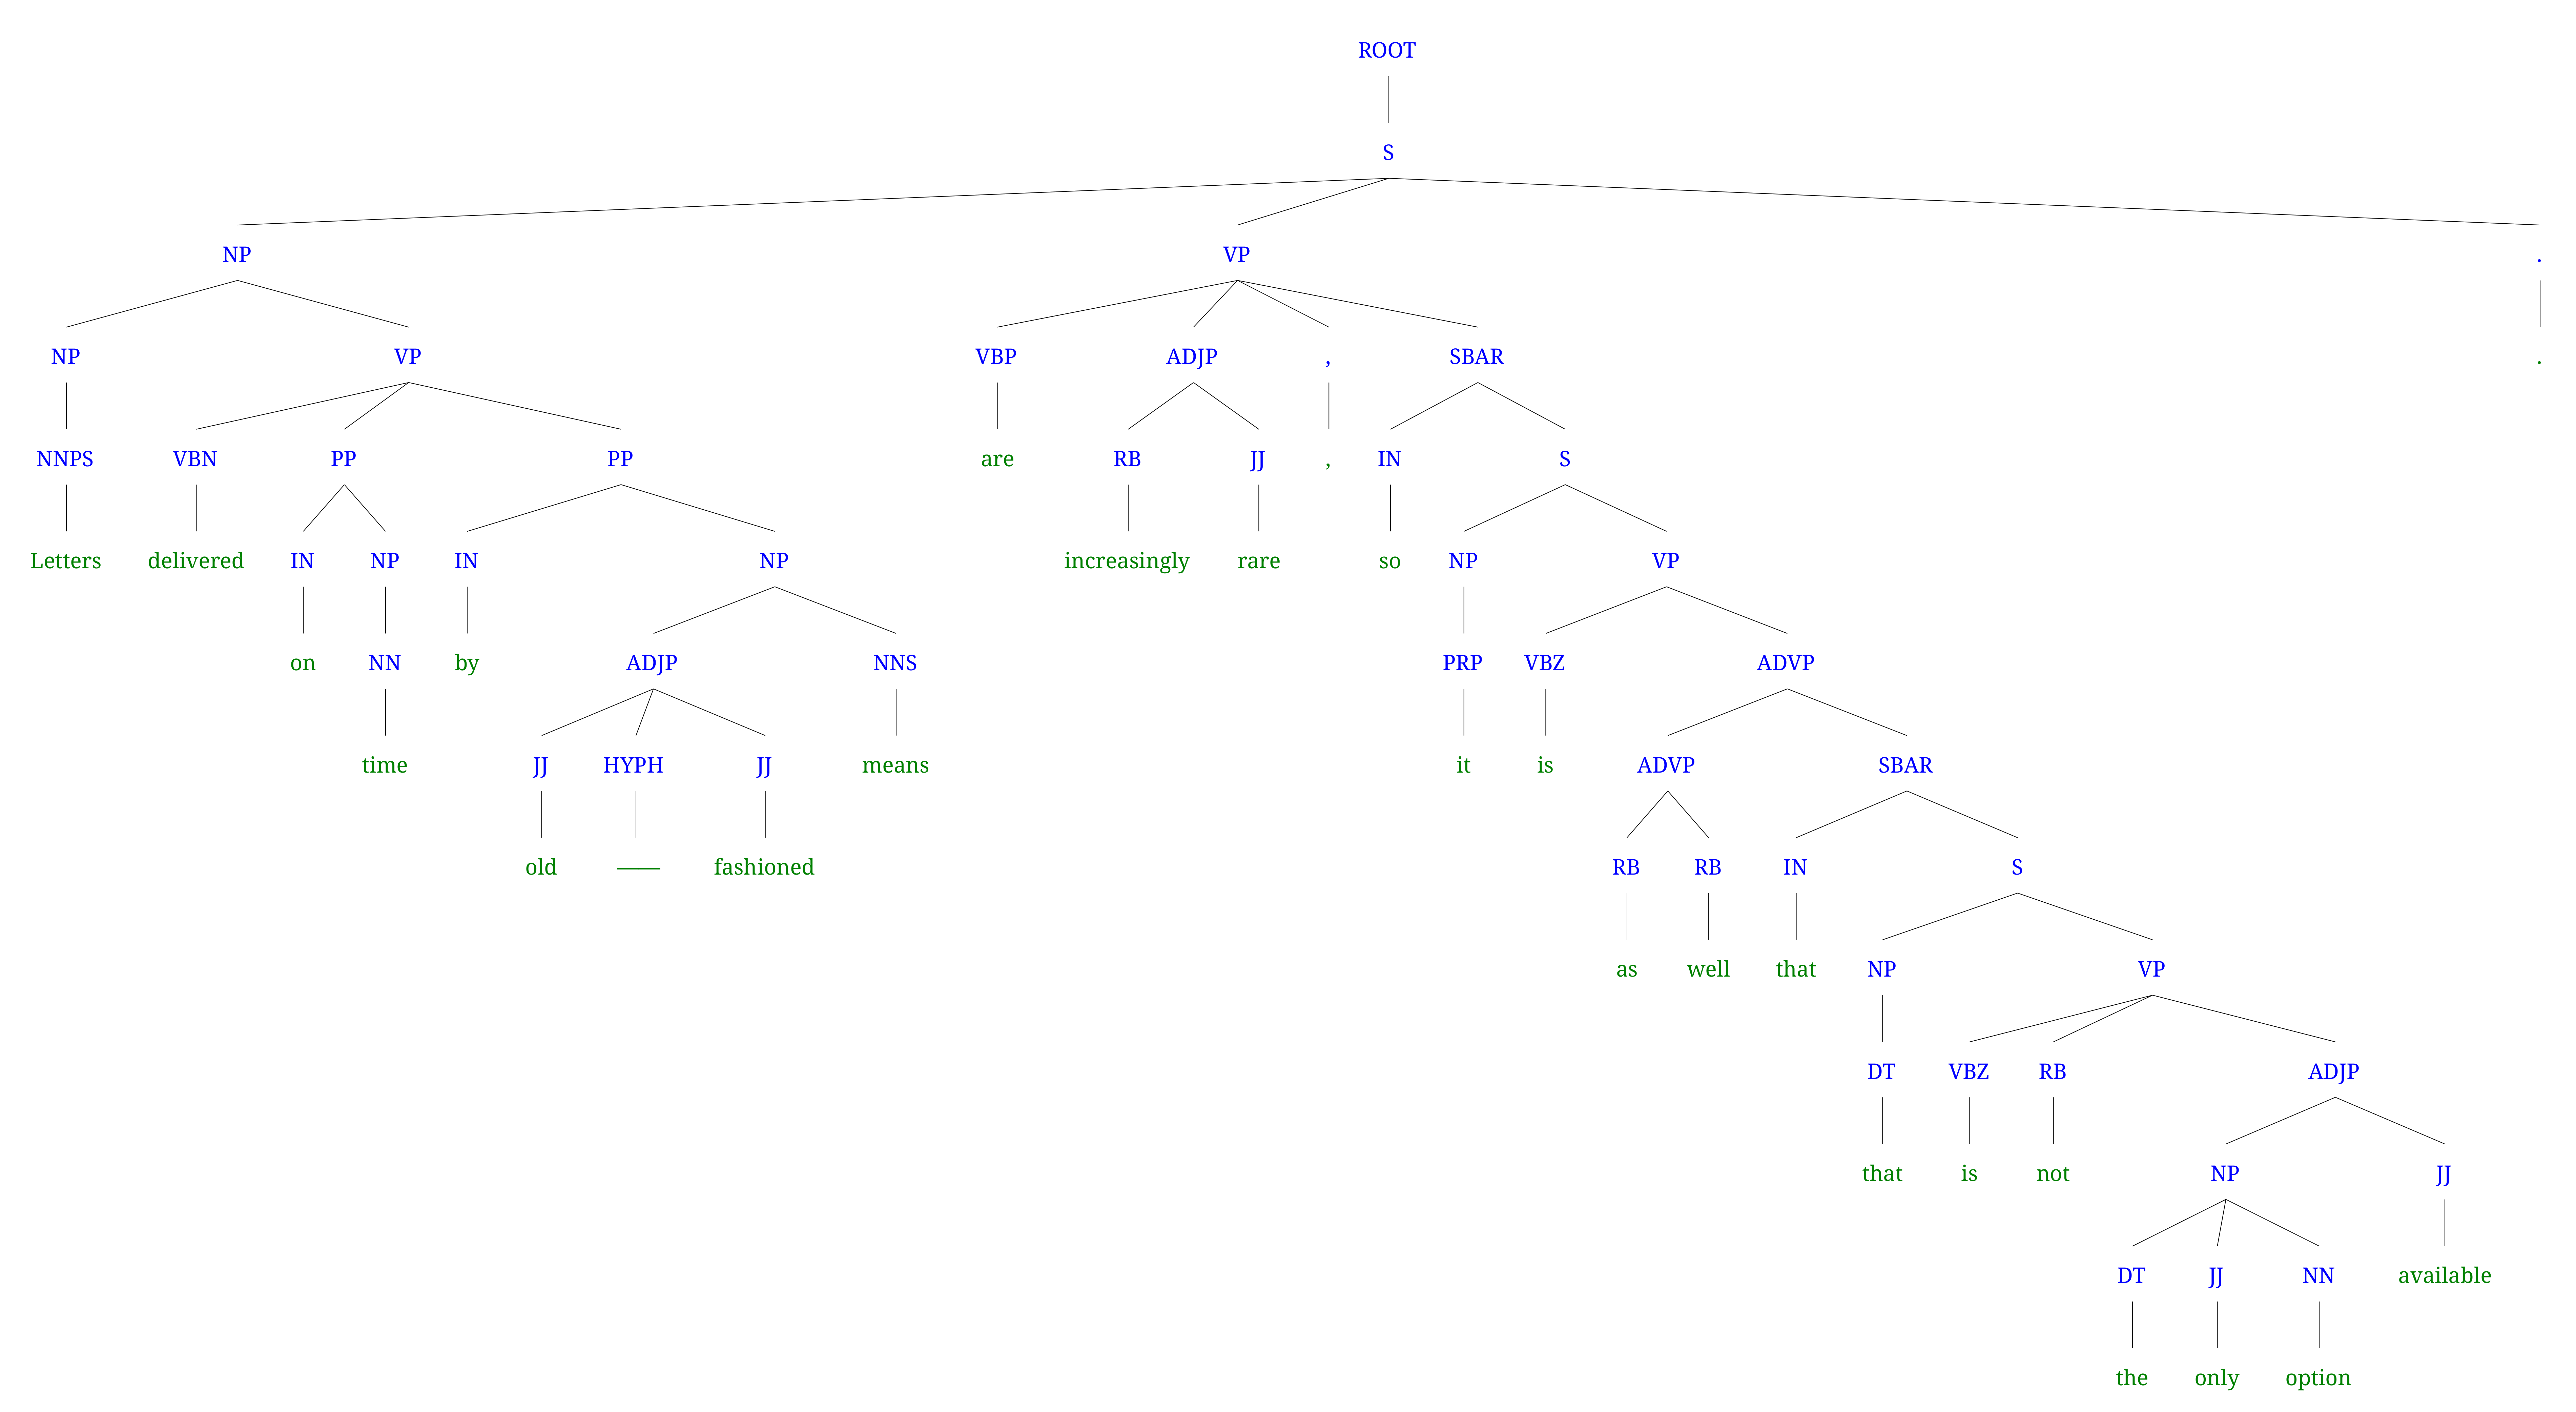 ROOT
S
NP VP .
NP VP VBP ADJP , SBAR .
NNPS VBN PP PP are RB JJ , IN S
Letters delivered IN NP IN NP increasingly rare so NP VP
on NN by ADJP NNS PRP VBZ ADVP
time JJ HYPH JJ means it is ADVP SBAR
old —— fashioned RB RB IN S
as well that NP VP
DT VBZ RB ADJP
that is not NP JJ
DT JJ NN available
the only option